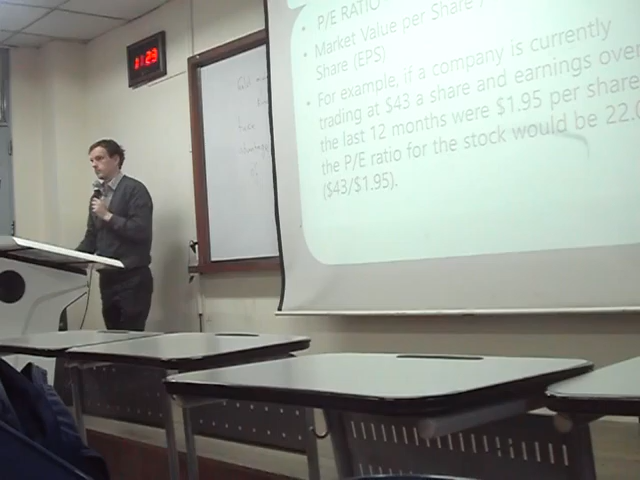 11:23
P/E RATIO
Market Value per Share /
Share (EPS)
For example, if a company is currently
trading at $43 a share and earnings over
the last 12 months were $1.95 per share
the P/E ratio for the stock would be 22.0
($43/$1.95).